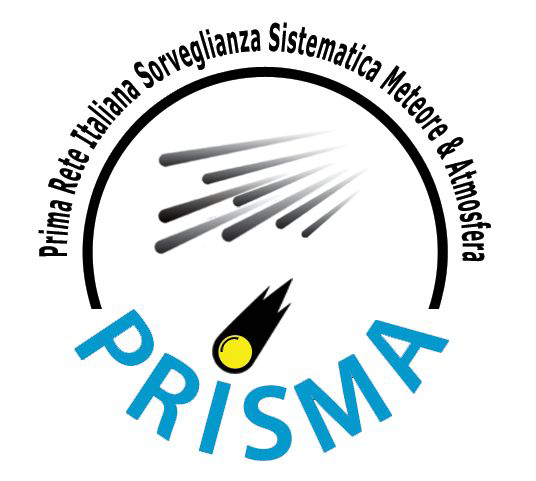 Prima Rete Italiana Sorveglianza Sistematica Meteore & Atmosfera
PRISMA